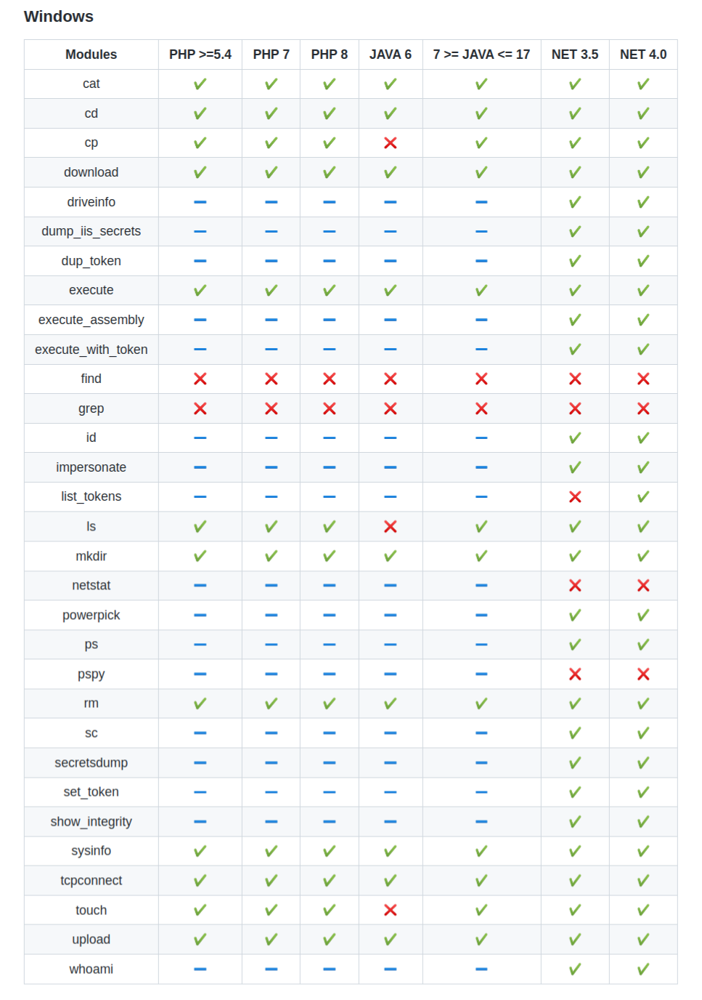 Windows
Modules PHP >=5.4 PHP 7 PHP 8 JAVA 6 7 >= JAVA <= 17 NET 3.5 NET 4.0
cat ✔ ✔ ✔ ✔ ✔ ✔ ✔
cd ✔ ✔ ✔ ✔ ✔ ✔ ✔
cp ✔ ✔ ✔ ❌ ✔ ✔ ✔
download ✔ ✔ ✔ ✔ ✔ ✔ ✔
driveinfo ➖ ➖ ➖ ➖ ➖ ✔ ✔
dump_iis_secrets ➖ ➖ ➖ ➖ ➖ ✔ ✔
dup_token ➖ ➖ ➖ ➖ ➖ ✔ ✔
execute ✔ ✔ ✔ ✔ ✔ ✔ ✔
execute_assembly ➖ ➖ ➖ ➖ ➖ ✔ ✔
execute_with_token ➖ ➖ ➖ ➖ ➖ ✔ ✔
find ❌ ❌ ❌ ❌ ❌ ❌ ❌
grep ❌ ❌ ❌ ❌ ❌ ❌ ❌
id ➖ ➖ ➖ ➖ ➖ ✔ ✔
impersonate ➖ ➖ ➖ ➖ ➖ ✔ ✔
list_tokens ➖ ➖ ➖ ➖ ➖ ❌ ✔
ls ✔ ✔ ✔ ❌ ✔ ✔ ✔
mkdir ✔ ✔ ✔ ✔ ✔ ✔ ✔
netstat ➖ ➖ ➖ ➖ ➖ ❌ ❌
powerpick ➖ ➖ ➖ ➖ ➖ ✔ ✔
ps ➖ ➖ ➖ ➖ ➖ ✔ ✔
pspy ➖ ➖ ➖ ➖ ➖ ❌ ❌
rm ✔ ✔ ✔ ✔ ✔ ✔ ✔
sc ➖ ➖ ➖ ➖ ➖ ✔ ✔
secretsdump ➖ ➖ ➖ ➖ ➖ ✔ ✔
set_token ➖ ➖ ➖ ➖ ➖ ✔ ✔
show_integrity ➖ ➖ ➖ ➖ ➖ ✔ ✔
sysinfo ✔ ✔ ✔ ✔ ✔ ✔ ✔
tcpconnect ✔ ✔ ✔ ✔ ✔ ✔ ✔
touch ✔ ✔ ✔ ❌ ✔ ✔ ✔
upload ✔ ✔ ✔ ✔ ✔ ✔ ✔
whoami ➖ ➖ ➖ ➖ ➖ ✔ ✔